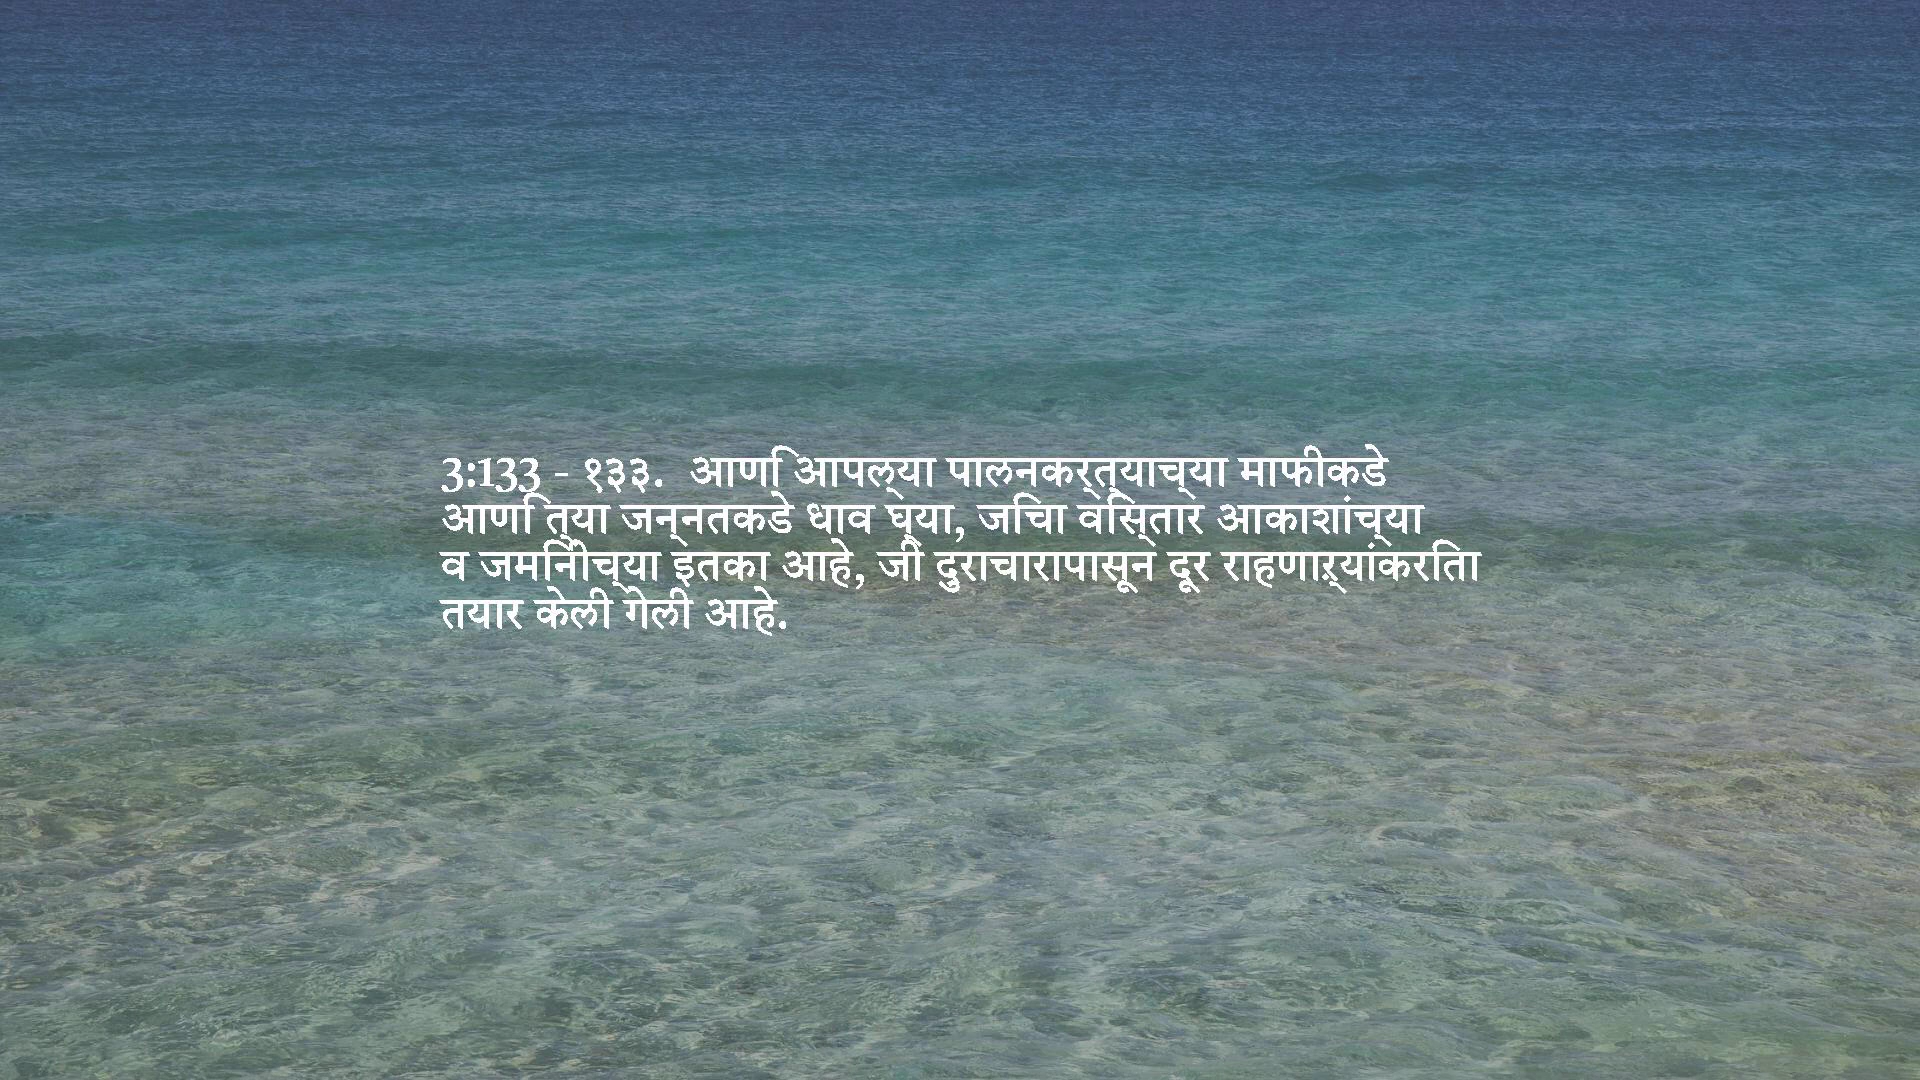 3:133 - १३३. आणि आपल्या पालनकर्त्याच्या माफीकडे
आणि त्या जन्नतकडे धाव घ्या, जिचा विस्तार आकाशांच्या
व जमिनीच्या इतका आहे, जी दुराचारापासून दूर राहणाऱ्यांकरिता
तयार केली गेली आहे.